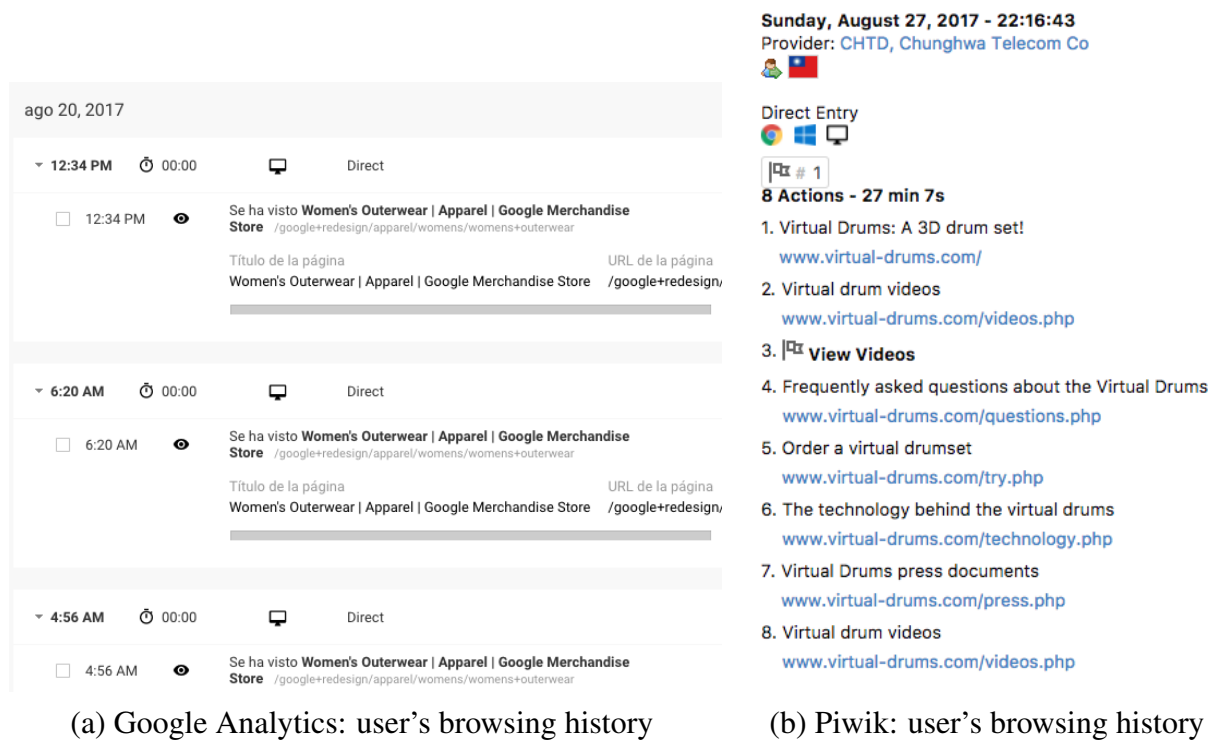 ago 20, 2017
12:34 PM 00:00 Direct
12:34 PM Se ha visto Women's Outerwear | Apparel | Google Merchandise
Store /google+redesign/apparel/womens/womens+outerwear
Título de la página URL de la página
Women's Outerwear | Apparel | Google Merchandise Store /google+redesign/
6:20 AM 00:00 Direct
6:20 AM Se ha visto Women's Outerwear | Apparel | Google Merchandise
Store /google+redesign/apparel/womens/womens+outerwear
Título de la página URL de la página
Women's Outerwear | Apparel | Google Merchandise Store /google+redesign/
4:56 AM 00:00 Direct
4:56 AM Se ha visto Women's Outerwear | Apparel | Google Merchandise
Store /google+redesign/apparel/womens/womens+outerwear
(a) Google Analytics: user's browsing history
Sunday, August 27, 2017 - 22:16:43
Provider: CHTD, Chunghwa Telecom Co
Direct Entry
# 1
8 Actions - 27 min 7s
1. Virtual Drums: A 3D drum set!
www.virtual-drums.com/
2. Virtual drum videos
www.virtual-drums.com/videos.php
3. View Videos
4. Frequently asked questions about the Virtual Drums
www.virtual-drums.com/questions.php
5. Order a virtual drumset
www.virtual-drums.com/try.php
6. The technology behind the virtual drums
www.virtual-drums.com/technology.php
7. Virtual Drums press documents
www.virtual-drums.com/press.php
8. Virtual drum videos
www.virtual-drums.com/videos.php
(b) Piwik: user's browsing history